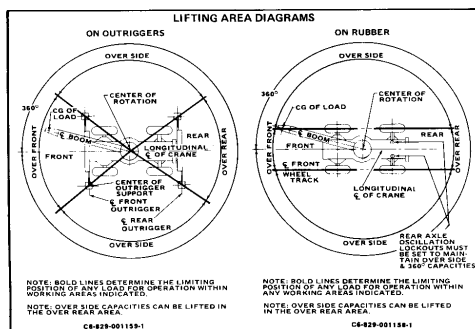 LIFTING AREA DIAGRAMS
ON OUTRIGGERS
OVER SIDE
360°
CG OF
LOAD
CENTER OF
ROTATION
℄ BOOM
REAR
OVER FRONT
FRONT
LONGITUDINAL
℄ OF CRANE
OVER REAR
CENTER OF
OUTRIGGER
SUPPORT
℄ FRONT
OUTRIGGER
℄ REAR
OUTRIGGER
OVER SIDE
NOTE: BOLD LINES DETERMINE THE LIMITING
POSITION OF ANY LOAD FOR OPERATION WITHIN
WORKING AREAS INDICATED.
NOTE: OVER SIDE CAPACITIES CAN BE LIFTED IN
THE OVER REAR AREA.
C6-829-001159-1
ON RUBBER
OVER SIDE
360°
CG OF LOAD
CENTER OF
ROTATION
℄ BOOM
REAR
OVER FRONT
FRONT
OVER REAR
℄ FRONT
WHEEL
TRACK
LONGITUDINAL
℄ OF CRANE
OVER SIDE
REAR AXLE
OSCILLATION
LOCKOUTS MUST
BE SET TO MAIN-
TAIN OVER SIDE
& 360° CAPACITIES
NOTE: BOLD LINES DETERMINE THE LIMITING
POSITION OF ANY LOAD FOR OPERATION WITHIN
ANY WORKING AREAS INDICATED.
NOTE: OVER SIDE CAPACITIES CAN BE LIFTED IN
THE OVER REAR AREA.
C6-829-001158-1